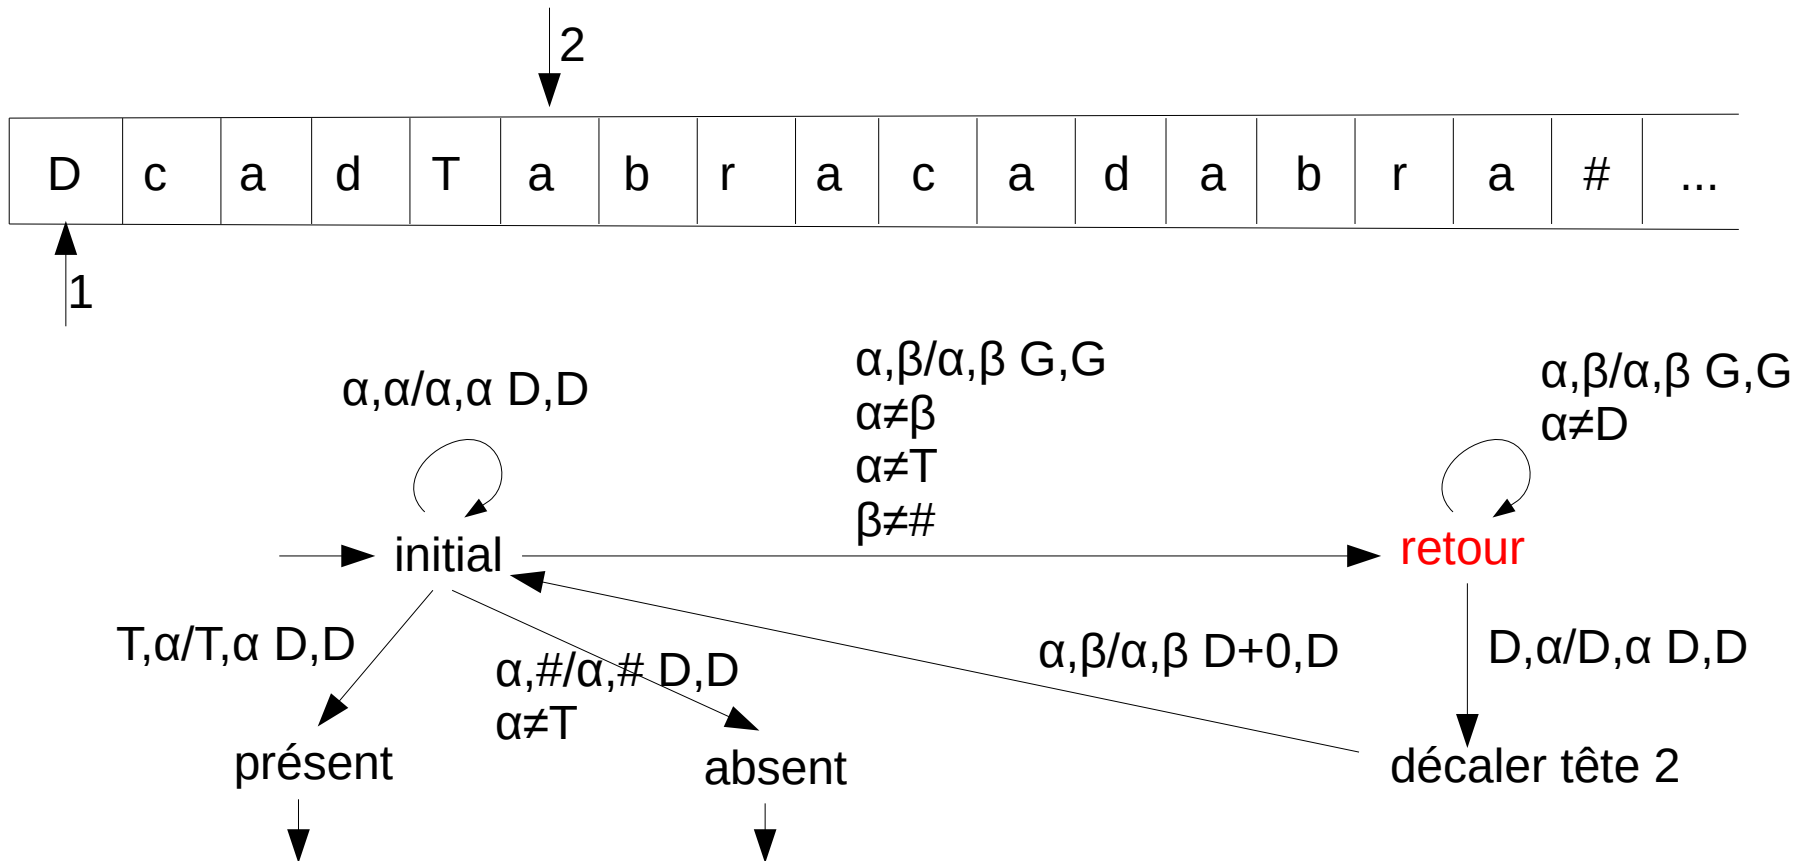 2
D c a d T a b r a c a d a b r a # ...
1
α,α/α,α D,D
α,β/α,β G,G
α≠β
α≠T
β≠#
α,β/α,β G,G
α≠D
initial
retour
T,α/T,α D,D
α,#/α,# D,D
α≠T
α,β/α,β D+0,D
D,α/D,α D,D
présent
absent
décaler tête 2